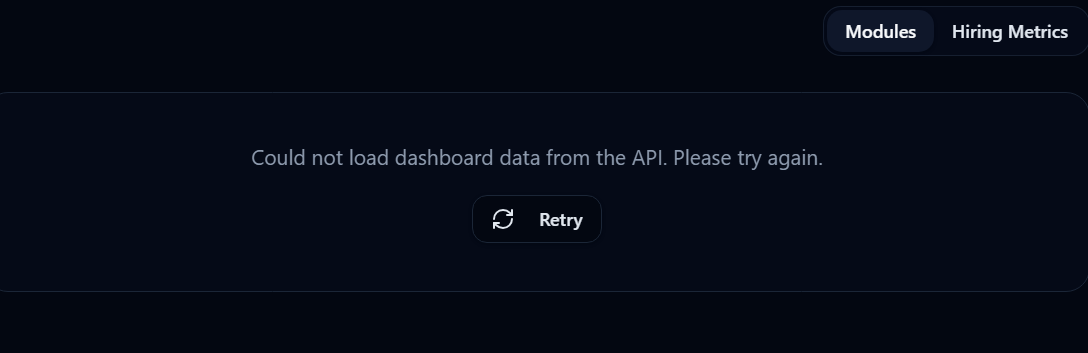 Modules Hiring Metrics
Could not load dashboard data from the API. Please try again.
Retry